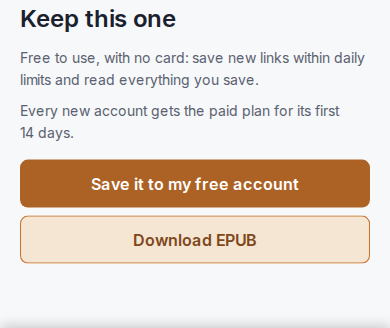 Keep this one
Free to use, with no card: save new links within daily
limits and read everything you save.
Every new account gets the paid plan for its first
14 days.
Save it to my free account
Download EPUB